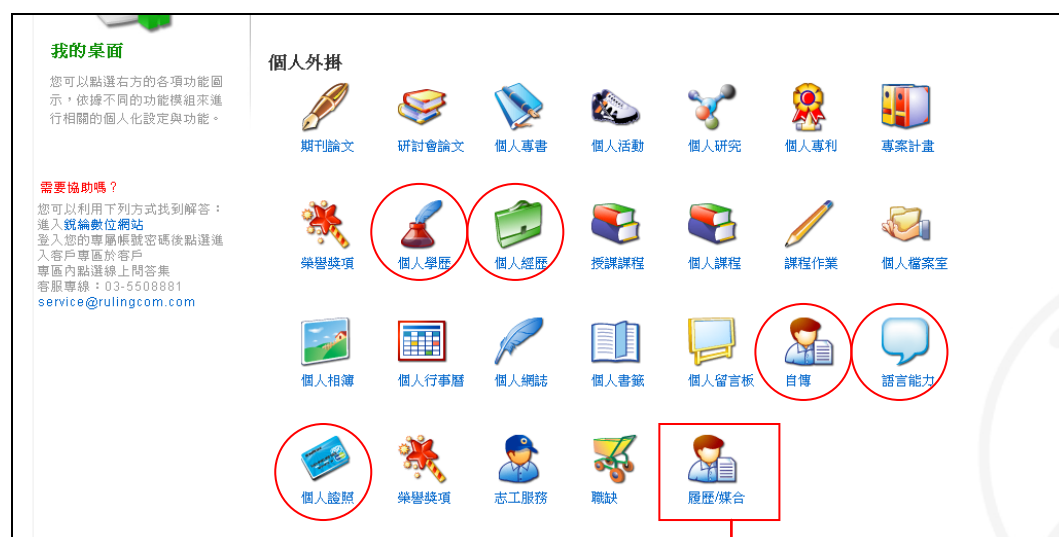 我的桌面
您可以點選右方的各項功能圖
示，依據不同的功能模組來進
行相關的個人化設定與功能。
需要協助嗎？
您可以利用下列方式找到解答：
進入銳綸數位網站
登入您的專屬帳號密碼後點選進
入客戶專區於客戶
專區內點選線上問答集
客服專線：03-5508881
service@rulingcom.com
個人外掛
期刊論文 研討會論文 個人專書 個人活動 個人研究 個人專利 專案計畫
榮譽獎項 個人學歷 個人經歷 授課課程 個人課程 課程作業 個人檔案室
個人相簿 個人行事曆 個人網誌 個人書籤 個人留言板 自傳 語言能力
個人證照 榮譽獎項 志工服務 職缺 履歷/媒合